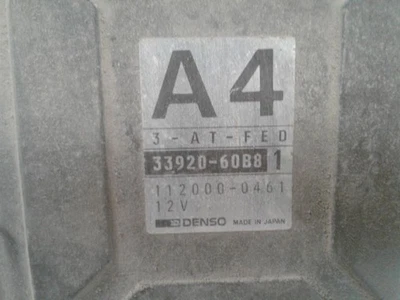 A4
3-AT-FED
33920-60B8 1
112000-0461
12V
DENSO MADE IN JAPAN